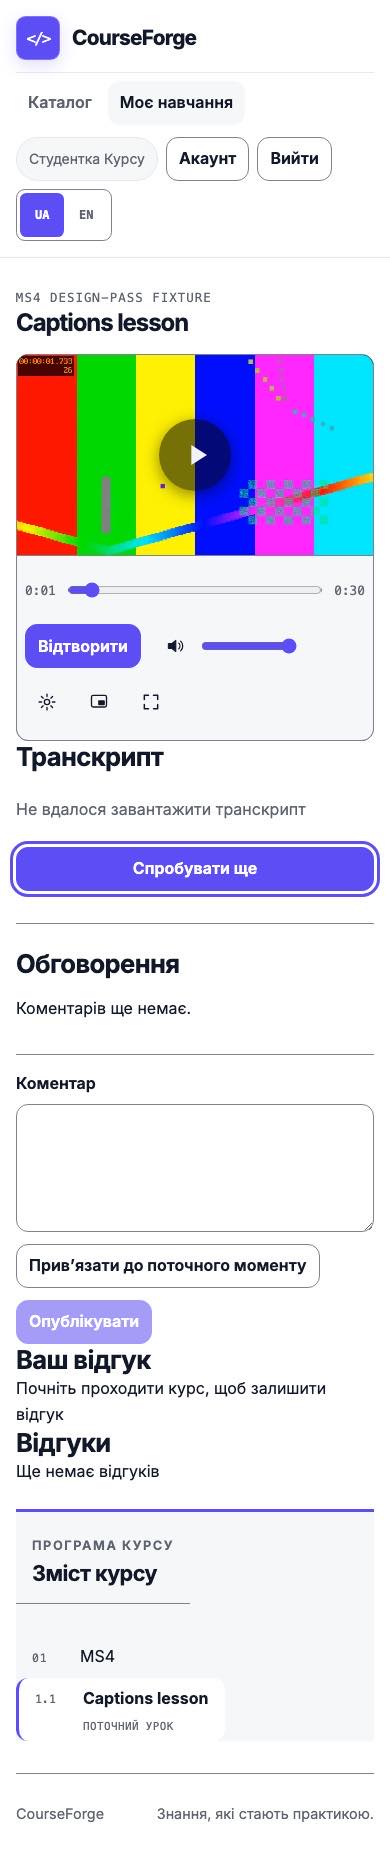 </> CourseForge
Каталог Моє навчання
Студентка Курсу Акаунт Вийти
UA EN
MS4 DESIGN-PASS FIXTURE
Captions lesson
00:00:01.733
26
0:01 0:30
Відтворити
Транскрипт
Не вдалося завантажити транскрипт
Спробувати ще
Обговорення
Коментарів ще немає.
Коментар
Прив’язати до поточного моменту
Опублікувати
Ваш відгук
Почніть проходити курс, щоб залишити
відгук
Відгуки
Ще немає відгуків
ПРОГРАМА КУРСУ
Зміст курсу
01 MS4
1.1 Captions lesson
ПОТОЧНИЙ УРОК
CourseForge Знання, які стають практикою.